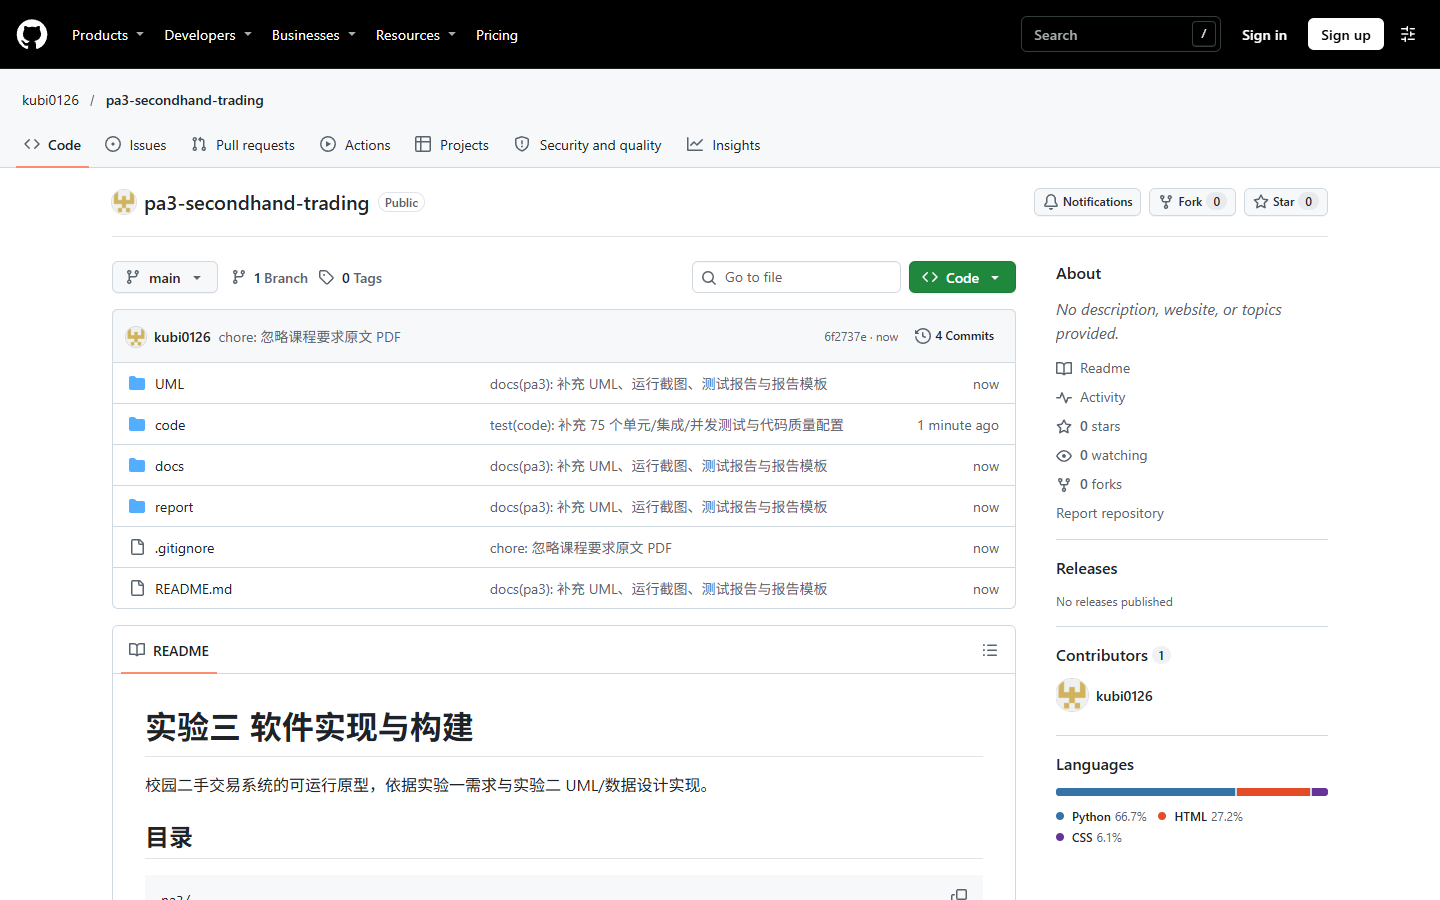 Products Developers Businesses Resources Pricing Search / Sign in Sign up
kubi0126 / pa3-secondhand-trading
Code Issues Pull requests Actions Projects Security and quality Insights
pa3-secondhand-trading Public Notifications Fork 0 Star 0
main 1 Branch 0 Tags Go to file Code
kubi0126 chore: 忽略课程要求原文 PDF 6f2737e · now 4 Commits
UML docs(pa3): 补充 UML、运行截图、测试报告与报告模板 now
code test(code): 补充 75 个单元/集成/并发测试与代码质量配置 1 minute ago
docs docs(pa3): 补充 UML、运行截图、测试报告与报告模板 now
report docs(pa3): 补充 UML、运行截图、测试报告与报告模板 now
.gitignore chore: 忽略课程要求原文 PDF now
README.md docs(pa3): 补充 UML、运行截图、测试报告与报告模板 now
README
实验三 软件实现与构建
校园二手交易系统的可运行原型，依据实验一需求与实验二 UML/数据设计实现。
目录
pa3/
About
No description, website, or topics
provided.
Readme
Activity
0 stars
0 watching
0 forks
Report repository
Releases
No releases published
Contributors 1
kubi0126
Languages
Python 66.7% HTML 27.2%
CSS 6.1%